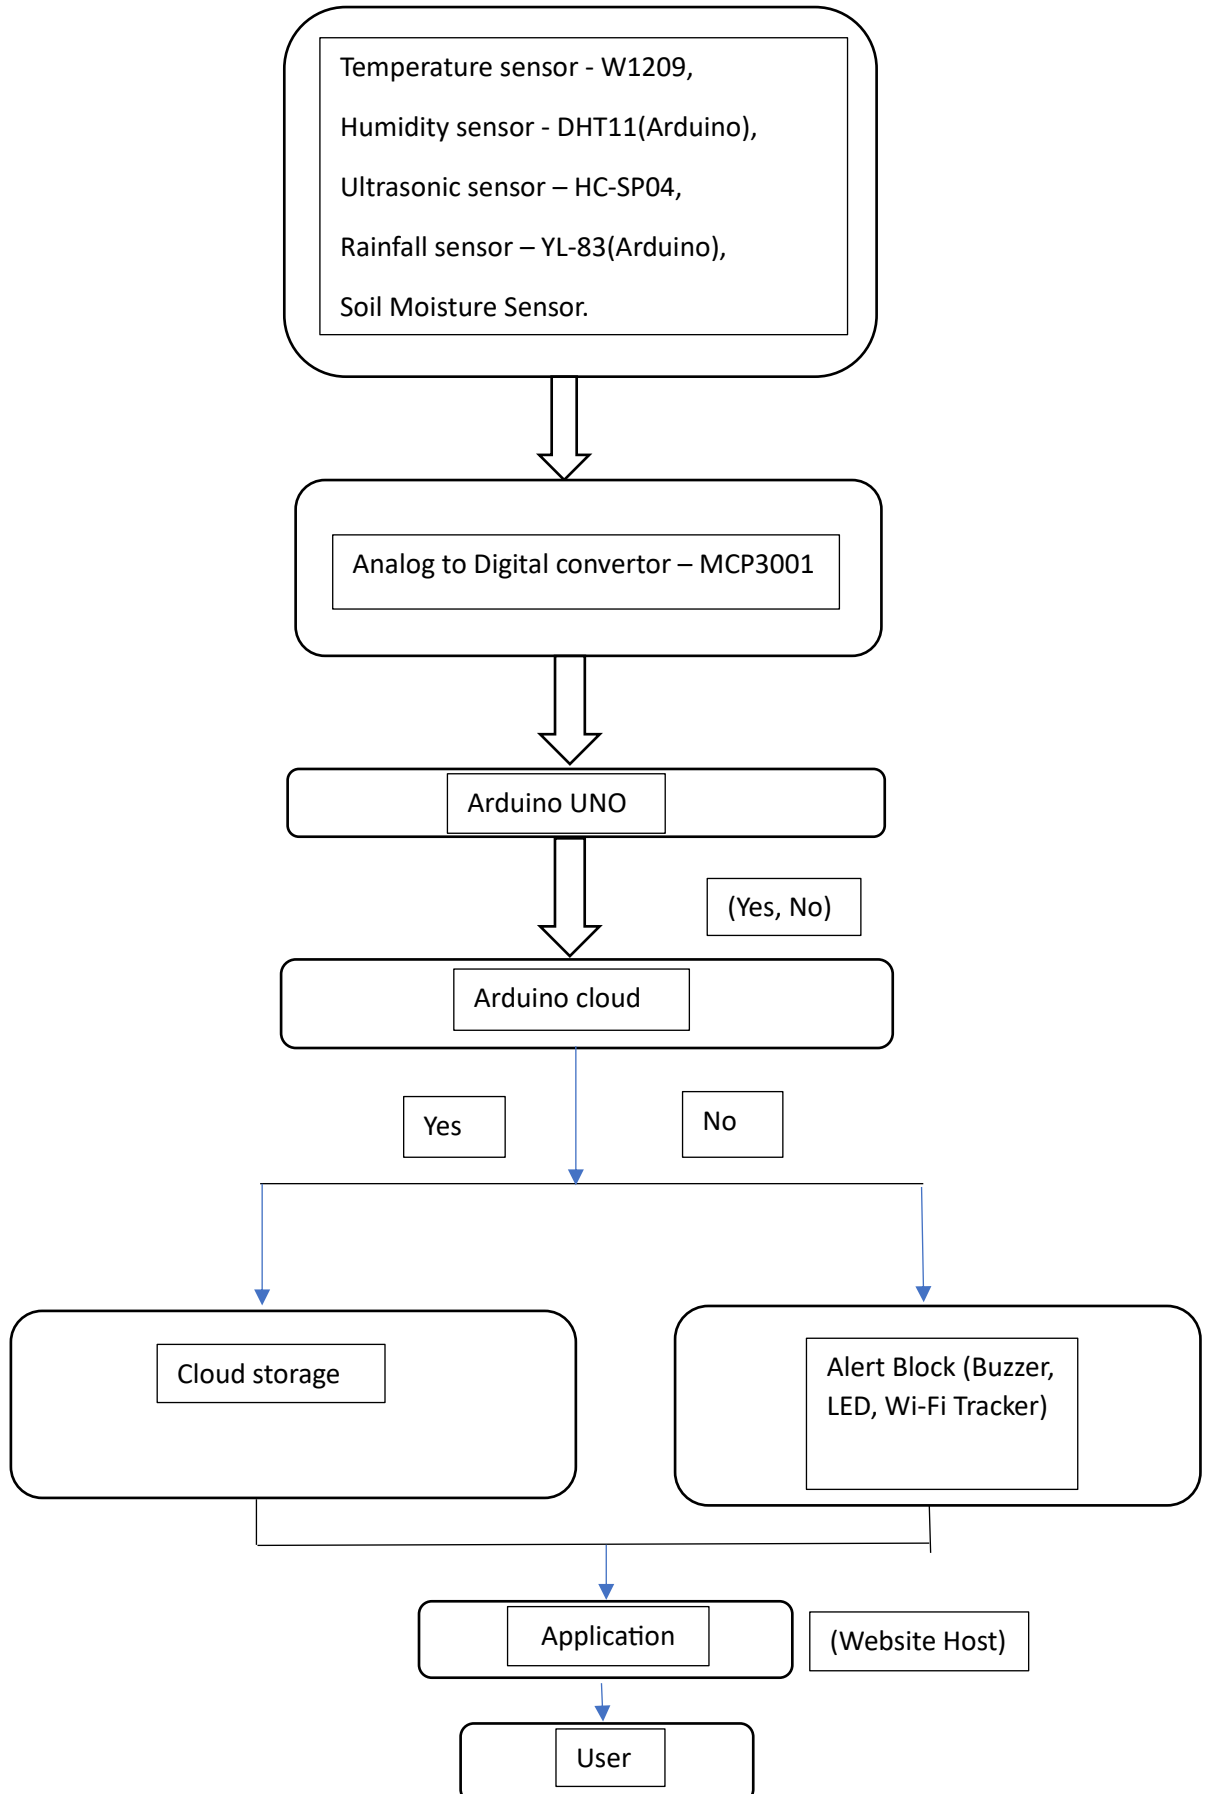 Temperature sensor - W1209,
Humidity sensor - DHT11(Arduino),
Ultrasonic sensor – HC-SP04,
Rainfall sensor – YL-83(Arduino),
Soil Moisture Sensor.
Analog to Digital convertor – MCP3001
Arduino UNO
(Yes, No)
Arduino cloud
Yes
No
Cloud storage
Alert Block (Buzzer,
LED, Wi-Fi Tracker)
Application
(Website Host)
User